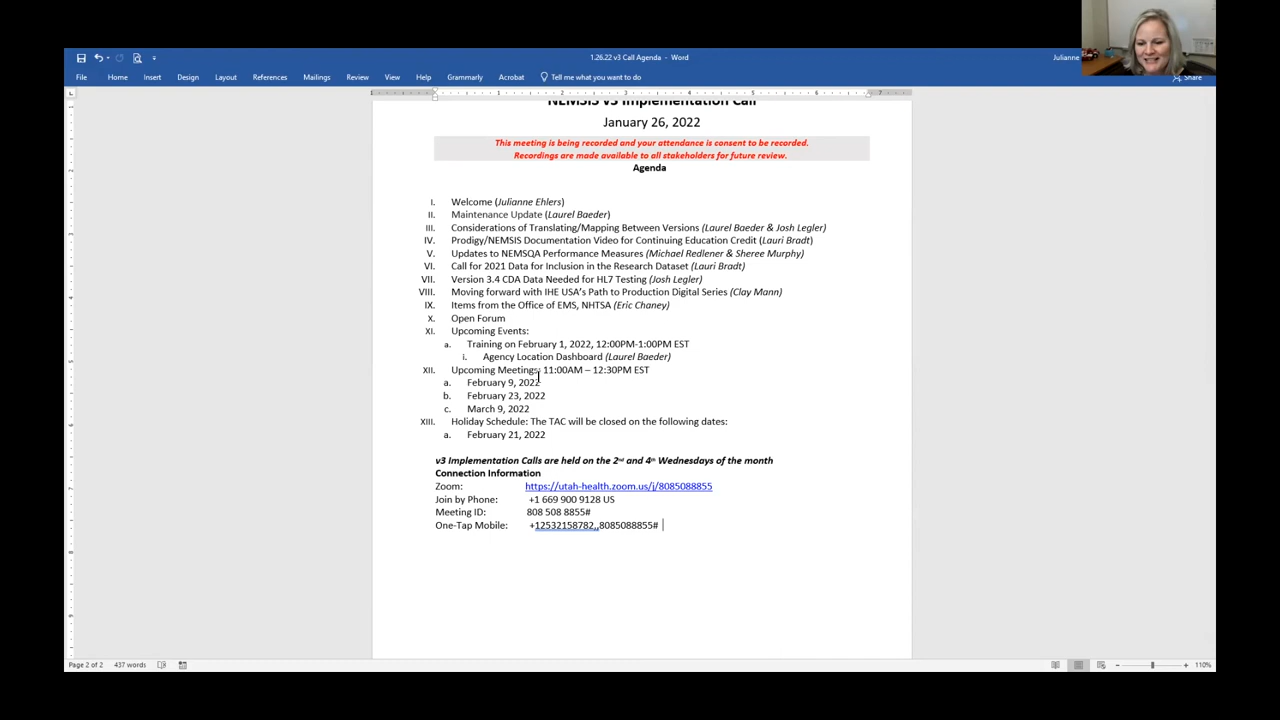 1.26.22 v3 Call Agenda - Word
Julianne
File Home Insert Design Layout References Mailings Review View Help Grammarly Acrobat Tell me what you want to do Share
NEMSIS v3 Implementation Call
January 26, 2022
This meeting is being recorded and your attendance is consent to be recorded.
Recordings are made available to all stakeholders for future review.
Agenda
I. Welcome (Julianne Ehlers)
II. Maintenance Update (Laurel Baeder)
III. Considerations of Translating/Mapping Between Versions (Laurel Baeder & Josh Legler)
IV. Prodigy/NEMSIS Documentation Video for Continuing Education Credit (Lauri Bradt)
V. Updates to NEMSQA Performance Measures (Michael Redlener & Sheree Murphy)
VI. Call for 2021 Data for Inclusion in the Research Dataset (Lauri Bradt)
VII. Version 3.4 CDA Data Needed for HL7 Testing (Josh Legler)
VIII. Moving forward with IHE USA's Path to Production Digital Series (Clay Mann)
IX. Items from the Office of EMS, NHTSA (Eric Chaney)
X. Open Forum
XI. Upcoming Events:
a. Training on February 1, 2022, 12:00PM-1:00PM EST
i. Agency Location Dashboard (Laurel Baeder)
XII. Upcoming Meetings: 11:00AM – 12:30PM EST
a. February 9, 2022
b. February 23, 2022
c. March 9, 2022
XIII. Holiday Schedule: The TAC will be closed on the following dates:
a. February 21, 2022
v3 Implementation Calls are held on the 2nd and 4th Wednesdays of the month
Connection Information
Zoom: https://utah-health.zoom.us/j/8085088855
Join by Phone: +1 669 900 9128 US
Meeting ID: 808 508 8855#
One-Tap Mobile: +12532158782,,8085088855#
Page 2 of 2 437 words 110%